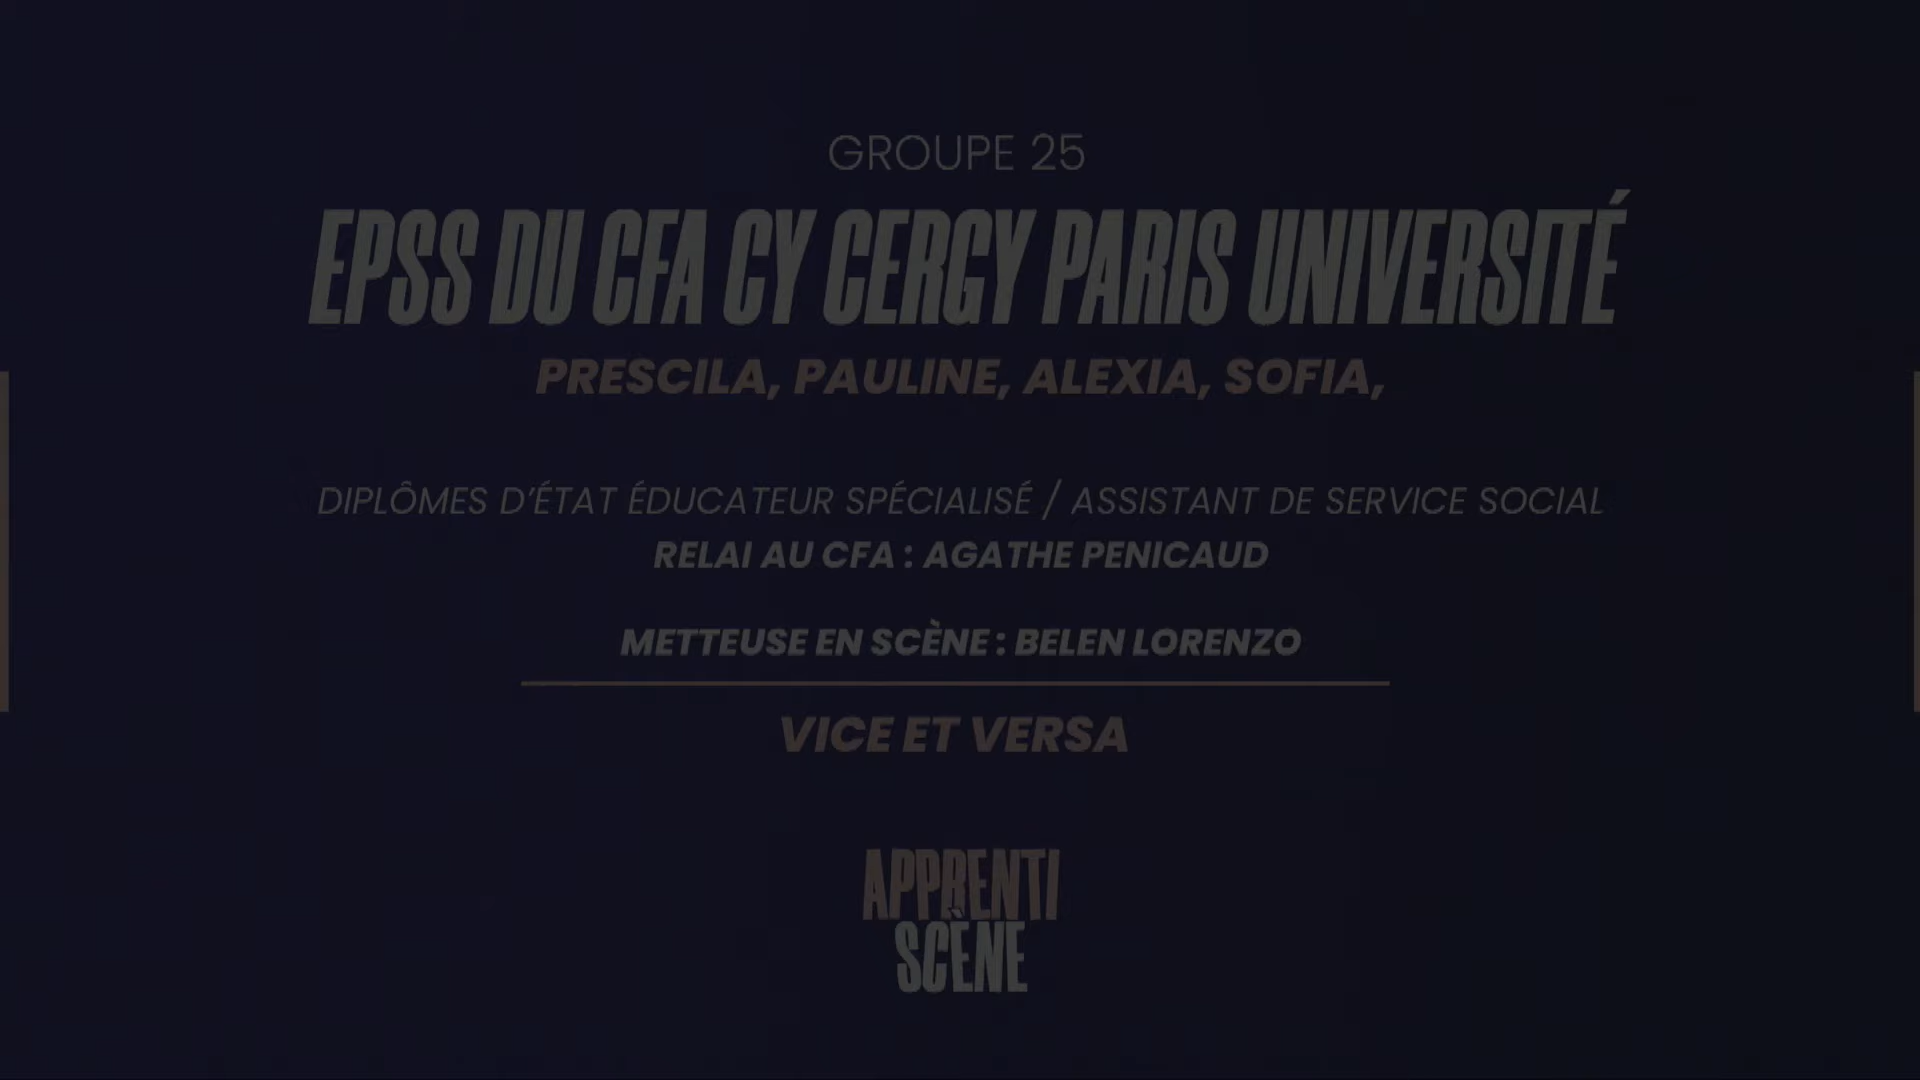 GROUPE 25
EPSS DU CFA CY CERGY PARIS UNIVERSITÉ
PRESCILA, PAULINE, ALEXIA, SOFIA,
DIPLÔMES D'ÉTAT ÉDUCATEUR SPÉCIALISÉ / ASSISTANT DE SERVICE SOCIAL
RELAI AU CFA : AGATHE PENICAUD
METTEUSE EN SCÈNE : BELEN LORENZO
VICE ET VERSA
APPRENTI
SCÈNE